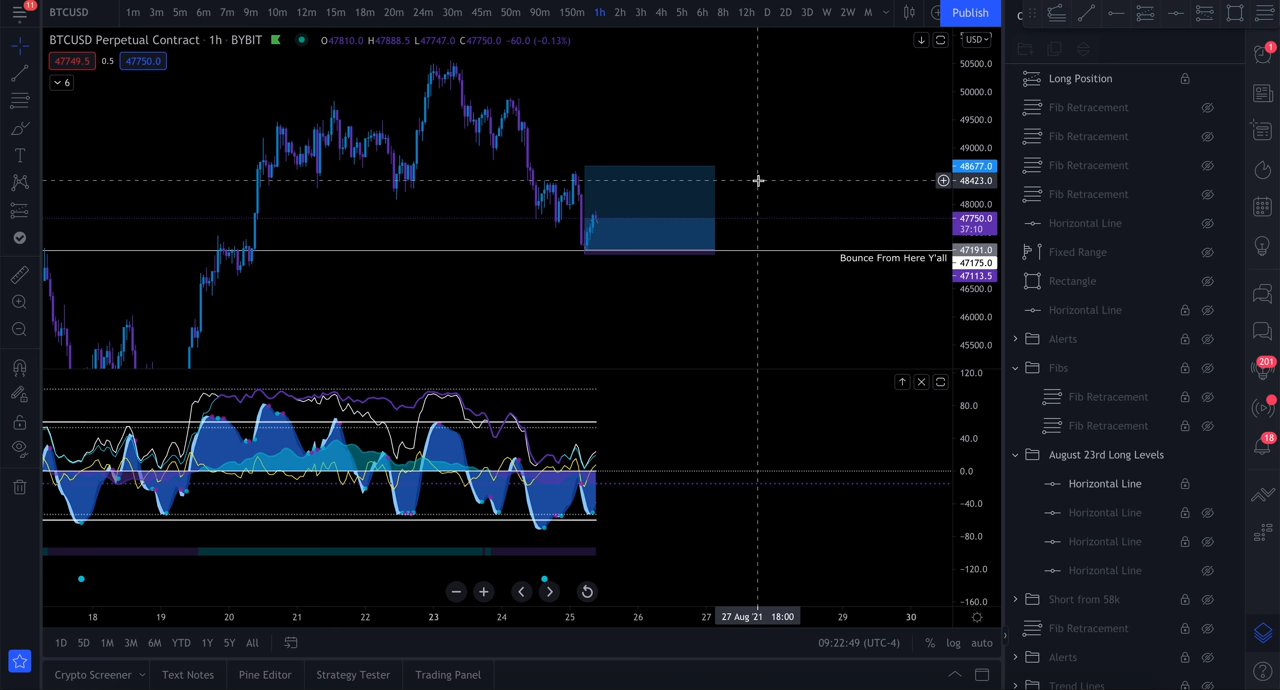 11
BTCUSD
1m 3m 5m 6m 7m 9m 10m 12m 15m 18m 20m 24m 30m 45m 50m 90m 150m 1h 2h 3h 4h 5h 6h 8h 12h D 2D 3D W 2W M
Publish
BTCUSD Perpetual Contract · 1h · BYBIT
O47810.0 H47888.5 L47747.0 C47750.0 -60.0 (-0.13%)
USD
47749.5 0.5 47750.0
6
50500.0
50000.0
49500.0
49000.0
48677.0
48423.0
48000.0
47750.0
37:10
47191.0
Bounce From Here Y'all
47175.0
47113.5
46500.0
46000.0
45500.0
120.0
80.0
40.0
0.0
-40.0
-80.0
-120.0
-160.0
18 19 20 21 22 23 24 25 26 27 27 Aug '21 18:00 29 30
1D 5D 1M 3M 6M YTD 1Y 5Y All
09:22:49 (UTC-4) % log auto
Crypto Screener Text Notes Pine Editor Strategy Tester Trading Panel
Long Position
Fib Retracement
Fib Retracement
Fib Retracement
Fib Retracement
Horizontal Line
Fixed Range
Rectangle
Horizontal Line
Alerts
Fibs
Fib Retracement
Fib Retracement
August 23rd Long Levels
Horizontal Line
Horizontal Line
Horizontal Line
Horizontal Line
Short from 58k
Fib Retracement
Alerts
Trend Lines
1
201
18